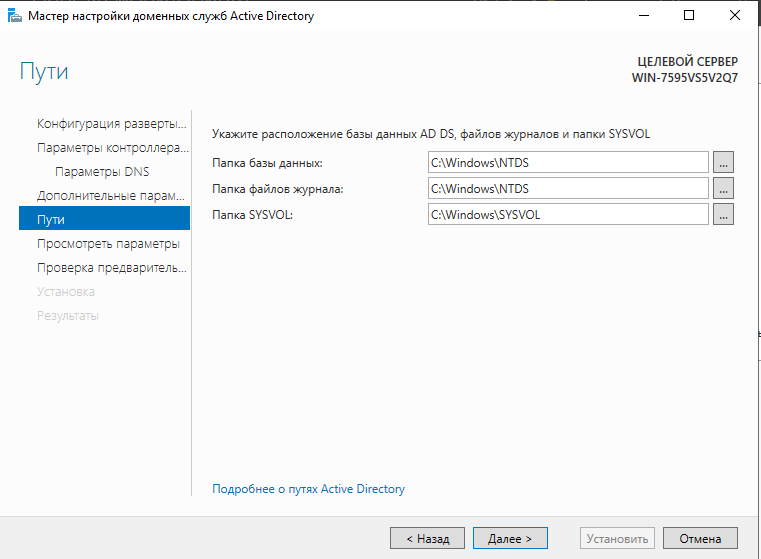 Мастер настройки доменных служб Active Directory
Пути
ЦЕЛЕВОЙ СЕРВЕР
WIN-7595VS5V2Q7
Конфигурация разверты...
Параметры контроллера...
Параметры DNS
Дополнительные парам...
Пути
Просмотреть параметры
Проверка предваритель...
Установка
Результаты
Укажите расположение базы данных AD DS, файлов журналов и папки SYSVOL
Папка базы данных: C:\Windows\NTDS ...
Папка файлов журнала: C:\Windows\NTDS ...
Папка SYSVOL: C:\Windows\SYSVOL ...
Подробнее о путях Active Directory
< Назад Далее > Установить Отмена